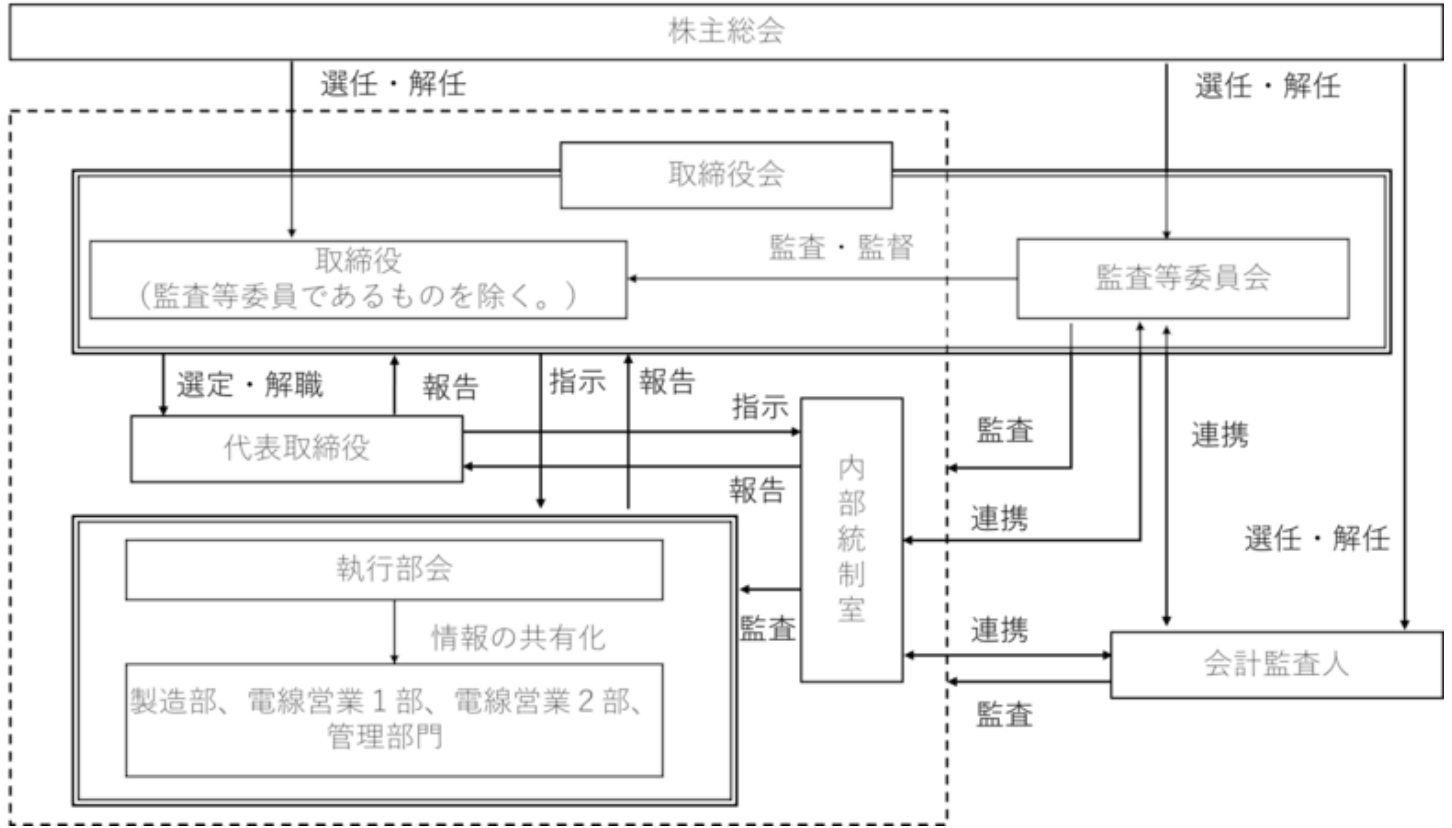 株主総会
選任・解任
選任・解任
取締役会
取締役
（監査等委員であるものを除く。）
監査・監督
監査等委員会
選定・解職
報告
指示
報告
代表取締役
指示
報告
内部統制室
監査
連携
連携
選任・解任
執行部会
情報の共有化
監査
連携
会計監査人
監査
製造部、電線営業１部、電線営業２部、
管理部門